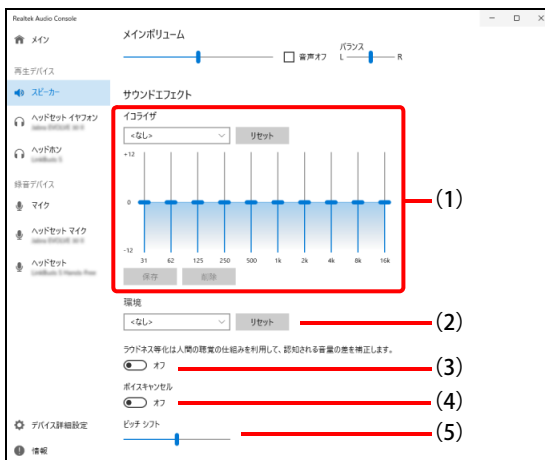 Realtek Audio Console
メイン
再生デバイス
スピーカー
ヘッドセット イヤフォン
ヘッドホン
録音デバイス
マイク
ヘッドセット マイク
ヘッドセット
デバイス詳細設定
情報
メインボリューム
音声オフ
バランス
L R
サウンドエフェクト
イコライザ
<なし> リセット
+12
0
-12
31 62 125 250 500 1k 2k 4k 8k 16k
保存 削除
(1)
環境
<なし> リセット
(2)
ラウドネス等化は人間の聴覚の仕組みを利用して、認知される音量の差を補正します。
オフ
(3)
ボイスキャンセル
オフ
(4)
ピッチ シフト
(5)